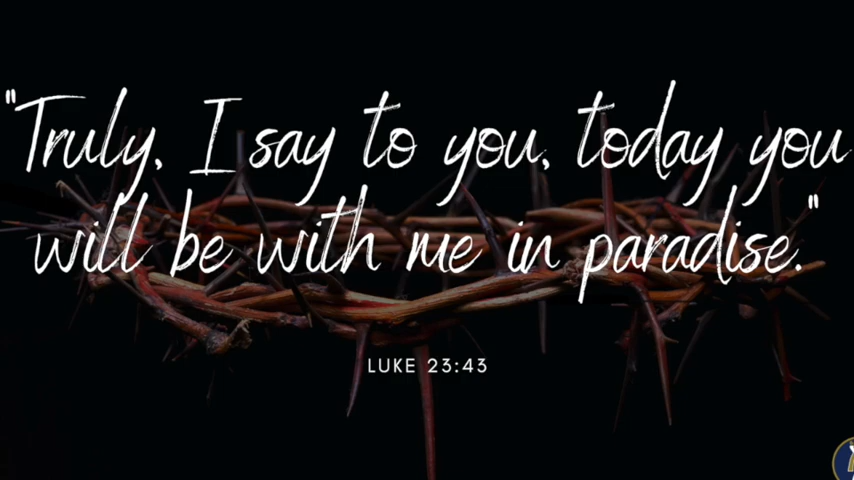 "Truly, I say to you, today you
will be with me in paradise."
LUKE 23:43